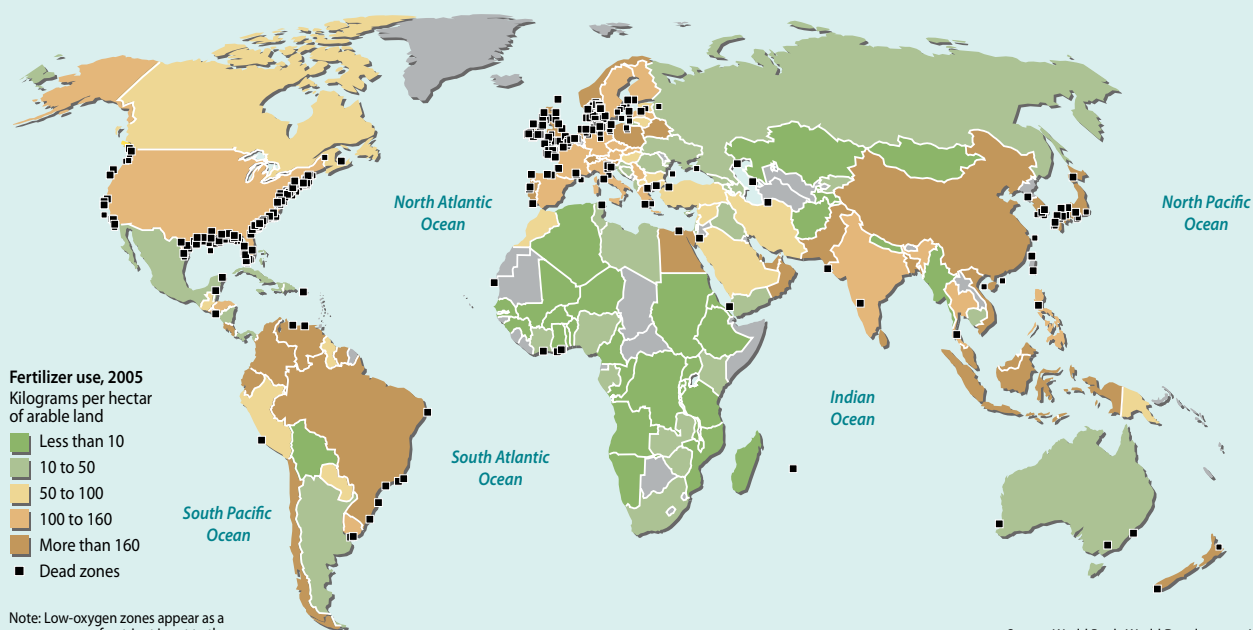 North Atlantic
Ocean
North Pacific
Ocean
Fertilizer use, 2005
Kilograms per hectar
of arable land
Less than 10
10 to 50
50 to 100
100 to 160
More than 160
Dead zones
Indian
Ocean
South Atlantic
Ocean
South Pacific
Ocean
Note: Low-oxygen zones appear as a